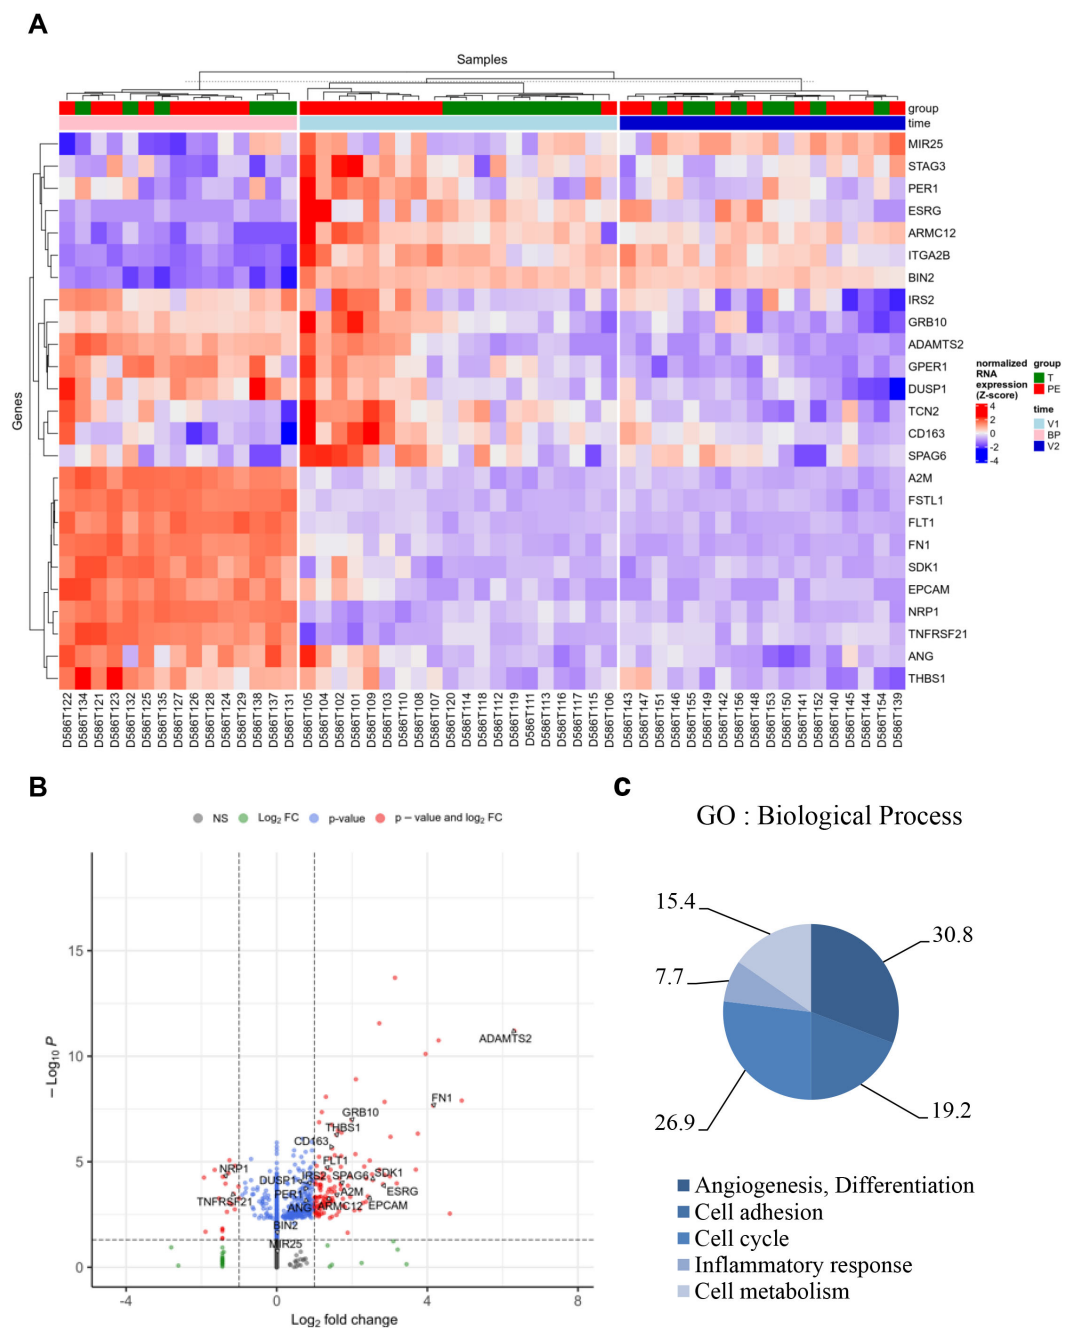 A
Samples
group
time
MIR25
STAG3
PER1
ESRG
ARMC12
ITGA2B
BIN2
IRS2
GRB10
ADAMTS2
GPER1
DUSP1
TCN2
CD163
SPAG6
A2M
FSTL1
FLT1
FN1
SDK1
EPCAM
NRP1
TNFRSF21
ANG
THBS1
Genes
normalized
RNA
expression
(Z-score)
4
2
0
-2
-4
group
T
PE
time
V1
BP
V2
D586T122
D586T134
D586T121
D586T123
D586T132
D586T125
D586T135
D586T127
D586T126
D586T128
D586T124
D586T129
D586T138
D586T137
D586T131
D586T105
D586T104
D586T102
D586T101
D586T109
D586T103
D586T110
D586T108
D586T107
D586T120
D586T114
D586T118
D586T112
D586T119
D586T111
D586T113
D586T116
D586T117
D586T115
D586T106
D586T143
D586T147
D586T151
D586T146
D586T155
D586T149
D586T142
D586T156
D586T148
D586T153
D586T150
D586T141
D586T152
D586T140
D586T145
D586T144
D586T154
D586T139
B
NS
Log₂ FC
p-value
p − value and log₂ FC
− Log₁₀ P
15
10
5
0
-4
0
4
8
Log₂ fold change
ADAMTS2
FN1
GRB10
THBS1
CD163
FLT1
NRP1
DUSP1
IRS2
SPAG6
SDK1
PER1
A2M
ESRG
TNFRSF21
ANG
ARMC12
EPCAM
BIN2
MIR25
C
GO : Biological Process
15.4
30.8
7.7
26.9
19.2
Angiogenesis, Differentiation
Cell adhesion
Cell cycle
Inflammatory response
Cell metabolism